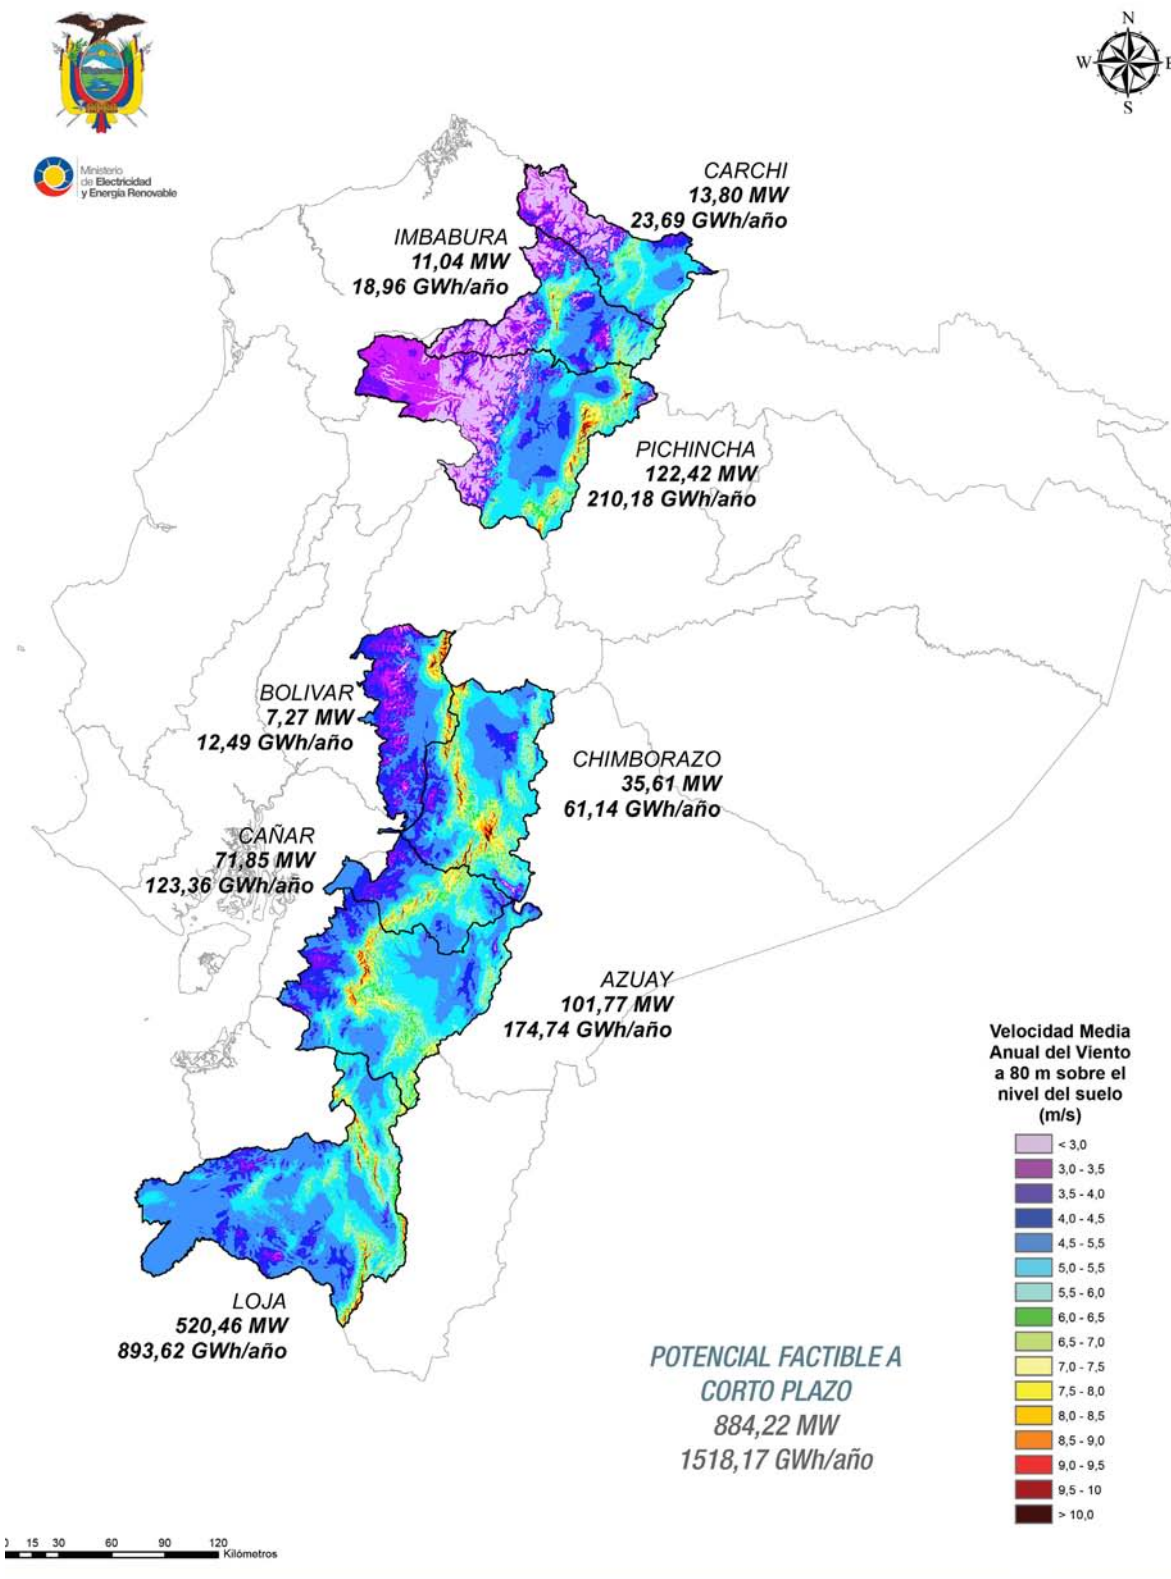 N
W
E
S
Ministerio
de Electricidad
y Energía Renovable
CARCHI
13,80 MW
23,69 GWh/año
IMBABURA
11,04 MW
18,96 GWh/año
PICHINCHA
122,42 MW
210,18 GWh/año
BOLIVAR
7,27 MW
12,49 GWh/año
CHIMBORAZO
35,61 MW
61,14 GWh/año
CAÑAR
71,85 MW
123,36 GWh/año
AZUAY
101,77 MW
174,74 GWh/año
LOJA
520,46 MW
893,62 GWh/año
Velocidad Media
Anual del Viento
a 80 m sobre el
nivel del suelo
(m/s)
< 3,0
3,0 - 3,5
3,5 - 4,0
4,0 - 4,5
4,5 - 5,5
5,0 - 5,5
5,5 - 6,0
6,0 - 6,5
6,5 - 7,0
7,0 - 7,5
7,5 - 8,0
8,0 - 8,5
8,5 - 9,0
9,0 - 9,5
9,5 - 10
> 10,0
POTENCIAL FACTIBLE A
CORTO PLAZO
884,22 MW
1518,17 GWh/año
0 15 30 60 90 120
Kilómetros